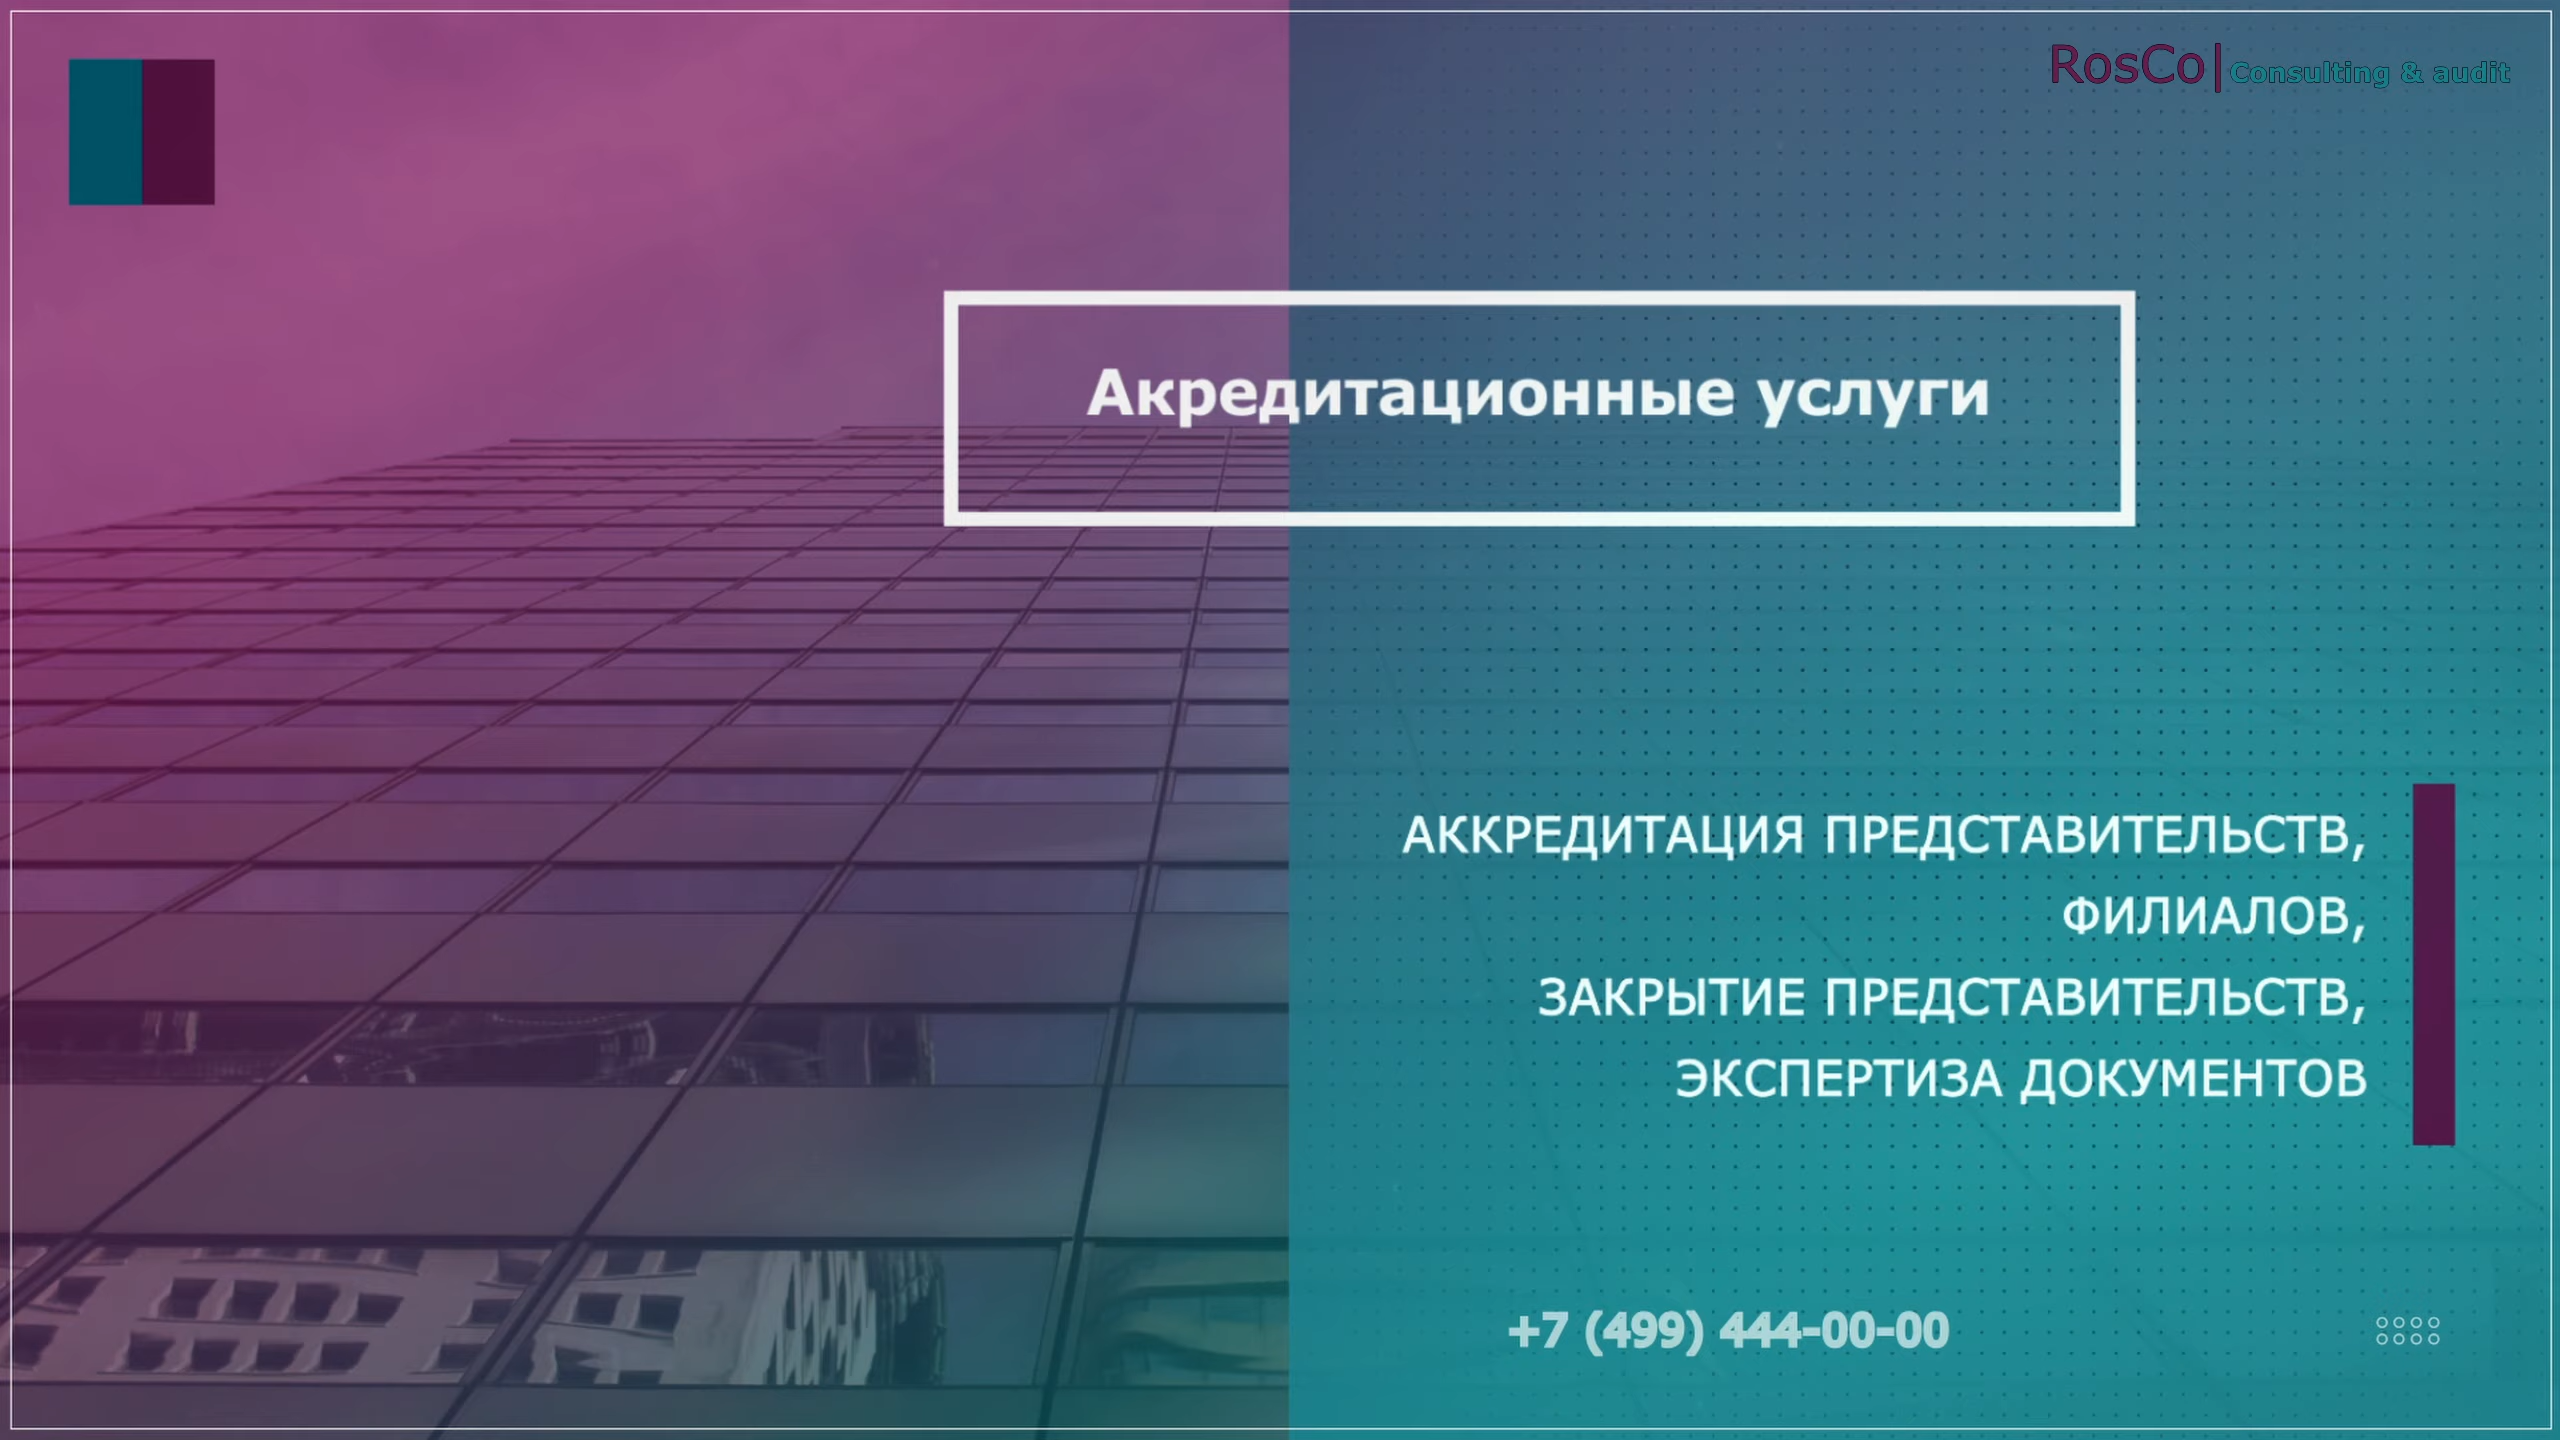 RosCo|Consulting & audit
Акредитационные услуги
АККРЕДИТАЦИЯ ПРЕДСТАВИТЕЛЬСТВ,
ФИЛИАЛОВ,
ЗАКРЫТИЕ ПРЕДСТАВИТЕЛЬСТВ,
ЭКСПЕРТИЗА ДОКУМЕНТОВ
+7 (499) 444-00-00